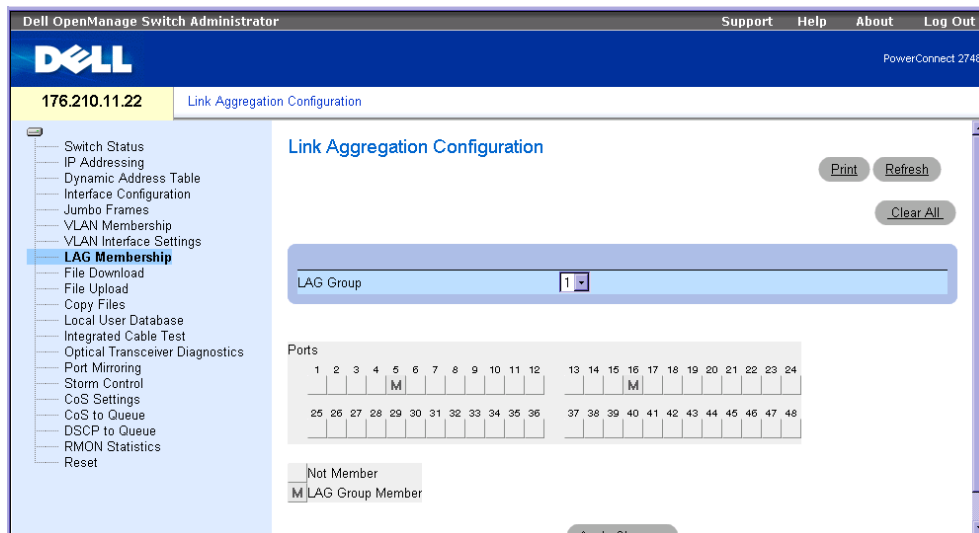 Dell OpenManage Switch Administrator Support Help About Log Out
DELL
PowerConnect 2748
176.210.11.22 Link Aggregation Configuration
Switch Status
IP Addressing
Dynamic Address Table
Interface Configuration
Jumbo Frames
VLAN Membership
VLAN Interface Settings
LAG Membership
File Download
File Upload
Copy Files
Local User Database
Integrated Cable Test
Optical Transceiver Diagnostics
Port Mirroring
Storm Control
CoS Settings
CoS to Queue
DSCP to Queue
RMON Statistics
Reset
Link Aggregation Configuration
Print Refresh
Clear All
LAG Group 1
Ports
1 2 3 4 5 6 7 8 9 10 11 12 13 14 15 16 17 18 19 20 21 22 23 24
M M
25 26 27 28 29 30 31 32 33 34 35 36 37 38 39 40 41 42 43 44 45 46 47 48
Not Member
M LAG Group Member